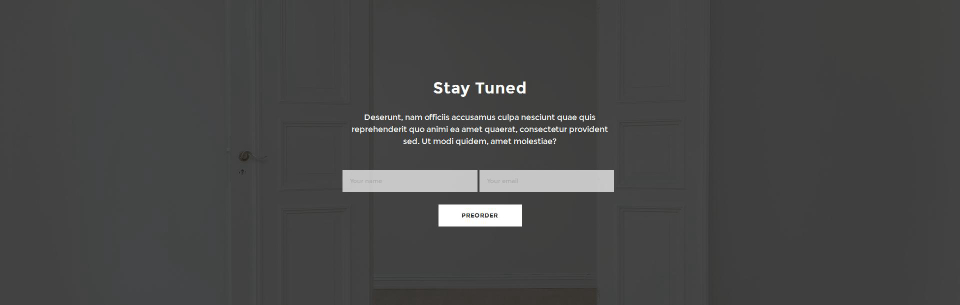 Stay Tuned
Deserunt, nam officiis accusamus culpa nesciunt quae quis
reprehenderit quo animi ea amet quaerat, consectetur provident
sed. Ut modi quidem, amet molestiae?
Your name Your email
PREORDER